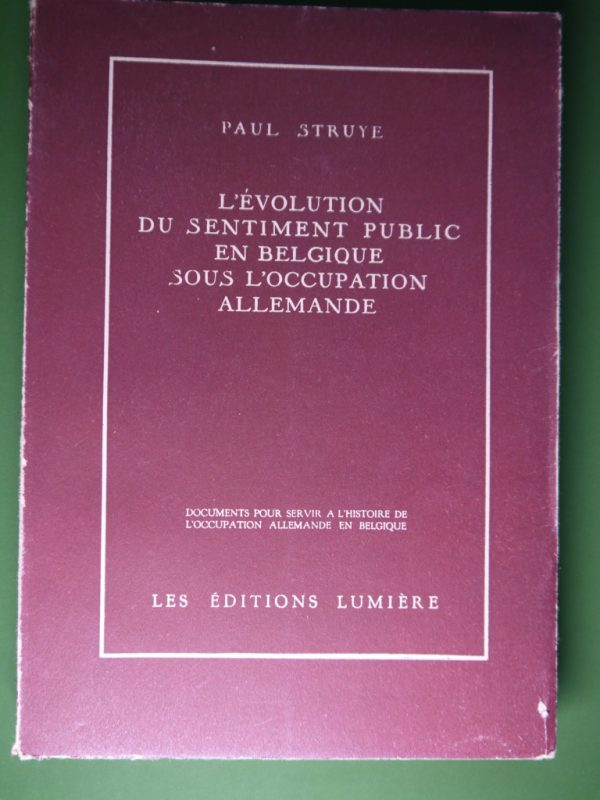 PAUL STRUYE
L'ÉVOLUTION
DU SENTIMENT PUBLIC
EN BELGIQUE
SOUS L'OCCUPATION
ALLEMANDE
DOCUMENTS POUR SERVIR A L'HISTOIRE DE
L'OCCUPATION ALLEMANDE EN BELGIQUE
LES ÉDITIONS LUMIÈRE